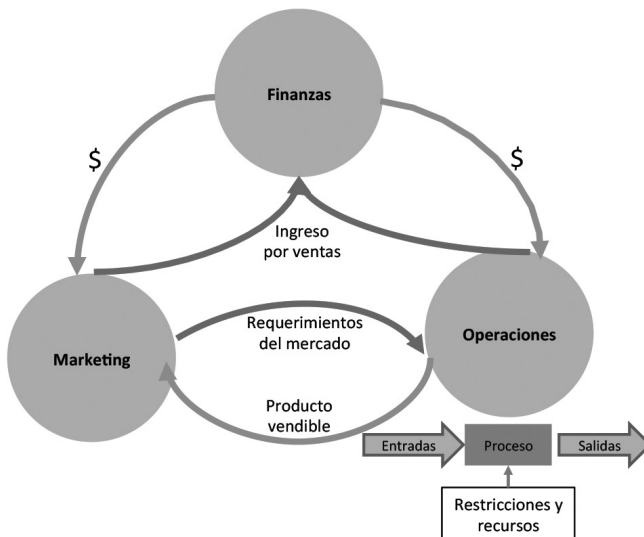 Finanzas
$
$
Ingreso
por ventas
Requerimientos
del mercado
Operaciones
Marketing
Producto
vendible
Entradas
Proceso
Salidas
Restricciones y
recursos